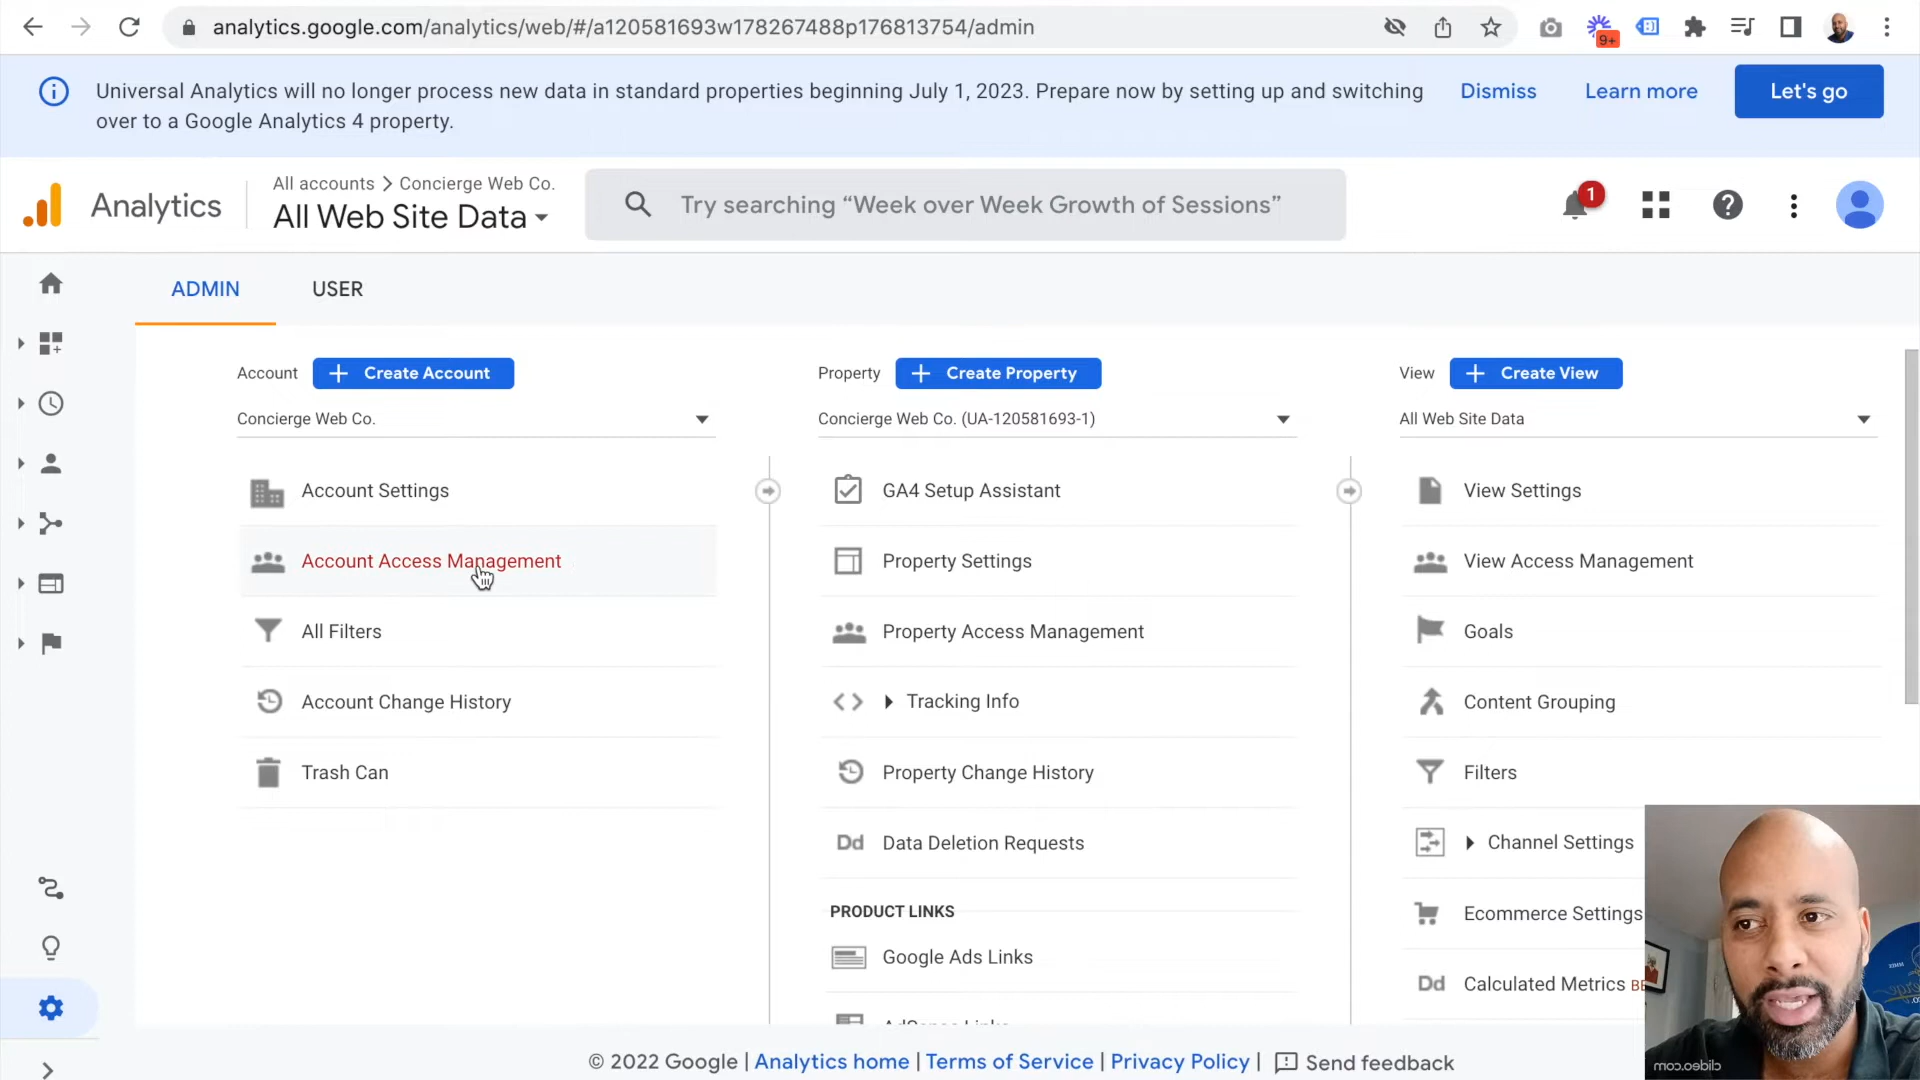 analytics.google.com/analytics/web/#/a120581693w178267488p176813754/admin
9+
Universal Analytics will no longer process new data in standard properties beginning July 1, 2023. Prepare now by setting up and switching
over to a Google Analytics 4 property.
Dismiss
Learn more
Let's go
Analytics
All accounts > Concierge Web Co.
All Web Site Data
Try searching “Week over Week Growth of Sessions”
1
ADMIN
USER
Account
+ Create Account
Property
+ Create Property
View
+ Create View
Concierge Web Co.
Concierge Web Co. (UA-120581693-1)
All Web Site Data
Account Settings
Account Access Management
All Filters
Account Change History
Trash Can
GA4 Setup Assistant
Property Settings
Property Access Management
<> Tracking Info
Property Change History
Dd Data Deletion Requests
PRODUCT LINKS
Google Ads Links
AdSense Links
View Settings
View Access Management
Goals
Content Grouping
Filters
Channel Settings
Ecommerce Settings
Dd Calculated Metrics BE
© 2022 Google | Analytics home | Terms of Service | Privacy Policy | Send feedback
clideo.com